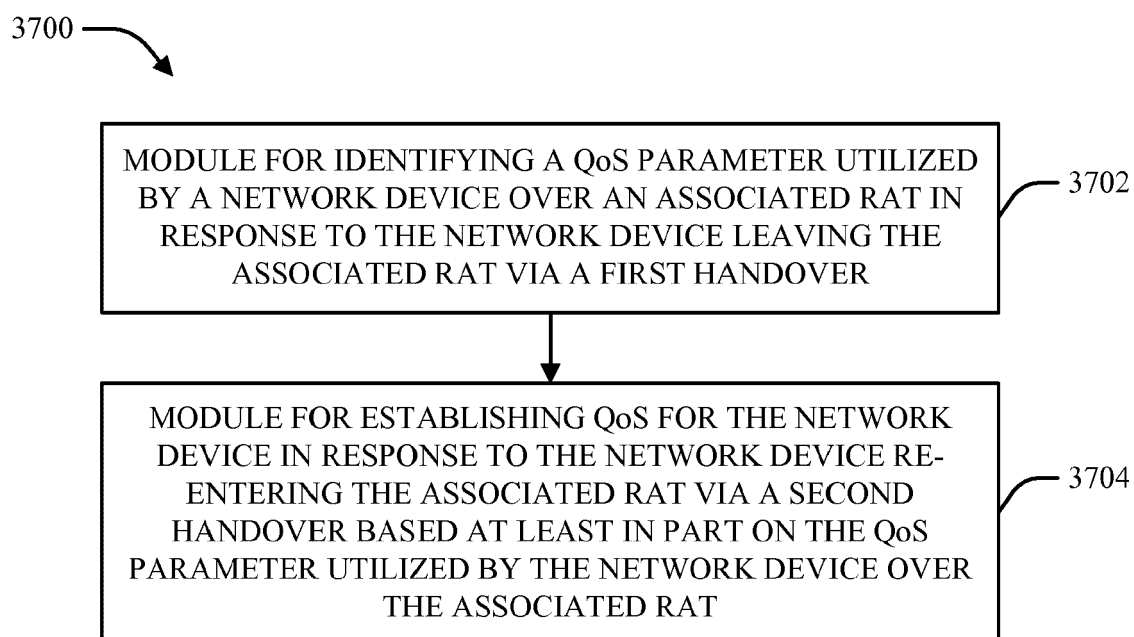 3700
MODULE FOR IDENTIFYING A QoS PARAMETER UTILIZED
BY A NETWORK DEVICE OVER AN ASSOCIATED RAT IN
RESPONSE TO THE NETWORK DEVICE LEAVING THE
ASSOCIATED RAT VIA A FIRST HANDOVER
3702
MODULE FOR ESTABLISHING QoS FOR THE NETWORK
DEVICE IN RESPONSE TO THE NETWORK DEVICE RE-
ENTERING THE ASSOCIATED RAT VIA A SECOND
HANDOVER BASED AT LEAST IN PART ON THE QoS
PARAMETER UTILIZED BY THE NETWORK DEVICE OVER
THE ASSOCIATED RAT
3704